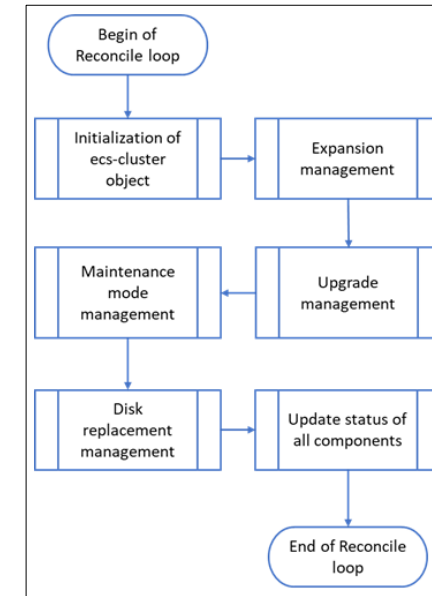 Begin of
Reconcile loop
Initialization of
ecs-cluster
object
Expansion
management
Upgrade
management
Maintenance
mode
management
Disk
replacement
management
Update status of
all components
End of Reconcile
loop